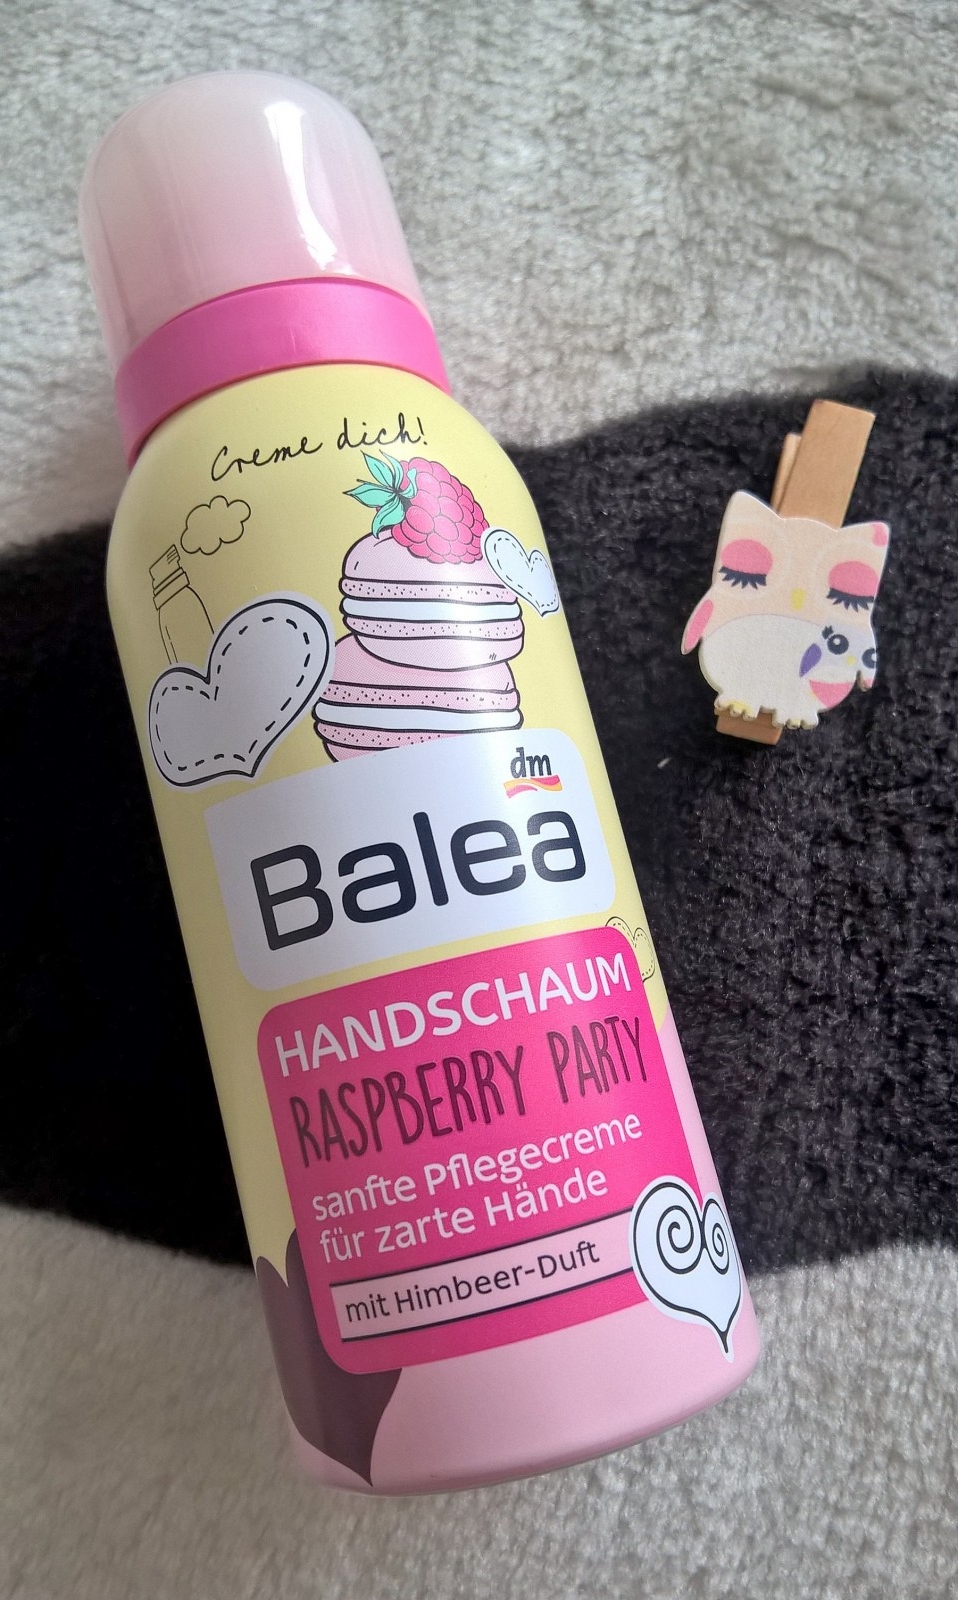 Creme dich!
dm
Balea
HANDSCHAUM
RASPBERRY PARTY
sanfte Pflegecreme
für zarte Hände
mit Himbeer-Duft